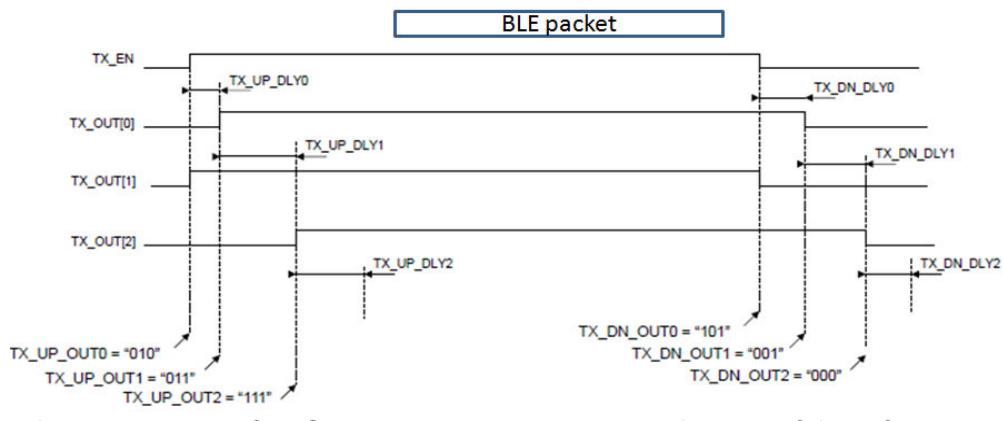 BLE packet
TX_EN
TX_UP_DLY0
TX_DN_DLY0
TX_OUT[0]
TX_UP_DLY1
TX_DN_DLY1
TX_OUT[1]
TX_OUT[2]
TX_UP_DLY2
TX_DN_DLY2
TX_UP_OUT0 = “010”
TX_DN_OUT0 = “101”
TX_UP_OUT1 = “011”
TX_DN_OUT1 = “001”
TX_UP_OUT2 = “111”
TX_DN_OUT2 = “000”